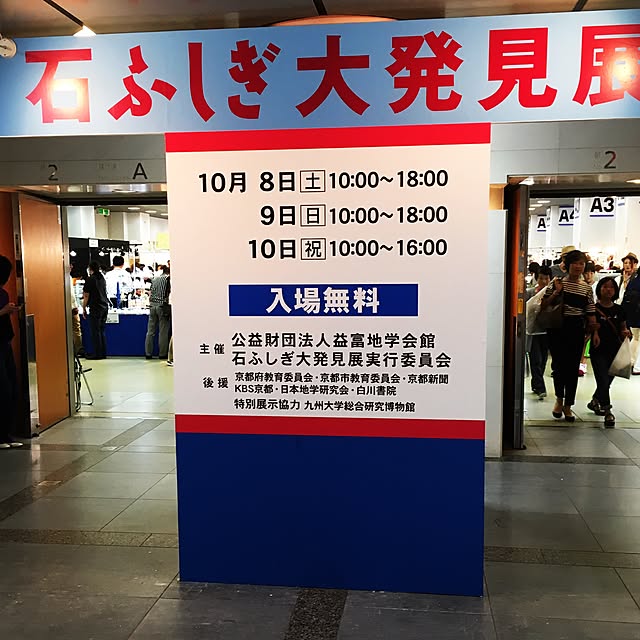 石ふしぎ大発見展
2
A
2
A4
A3
10月 8日 土 10:00〜18:00
9日 日 10:00〜18:00
10日 祝 10:00〜16:00
入場無料
主催 公益財団法人益富地学会館
石ふしぎ大発見展実行委員会
後援 京都府教育委員会・京都市教育委員会・京都新聞
KBS京都・日本地学研究会・白川書院
特別展示協力 九州大学総合研究博物館